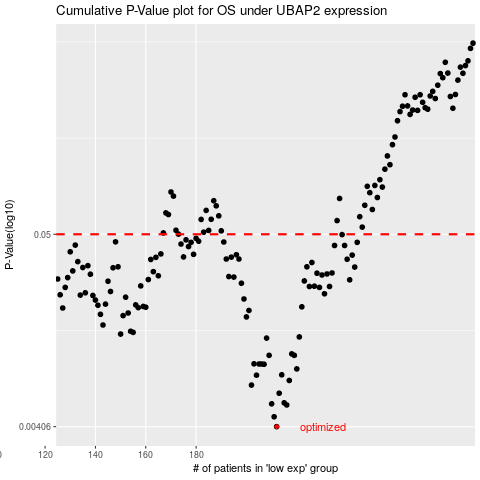 Cumulative P-Value plot for OS under UBAP2 expression
P-Value(log10)
0.05
0.00406
optimized
0
120
140
160
180
# of patients in 'low exp' group